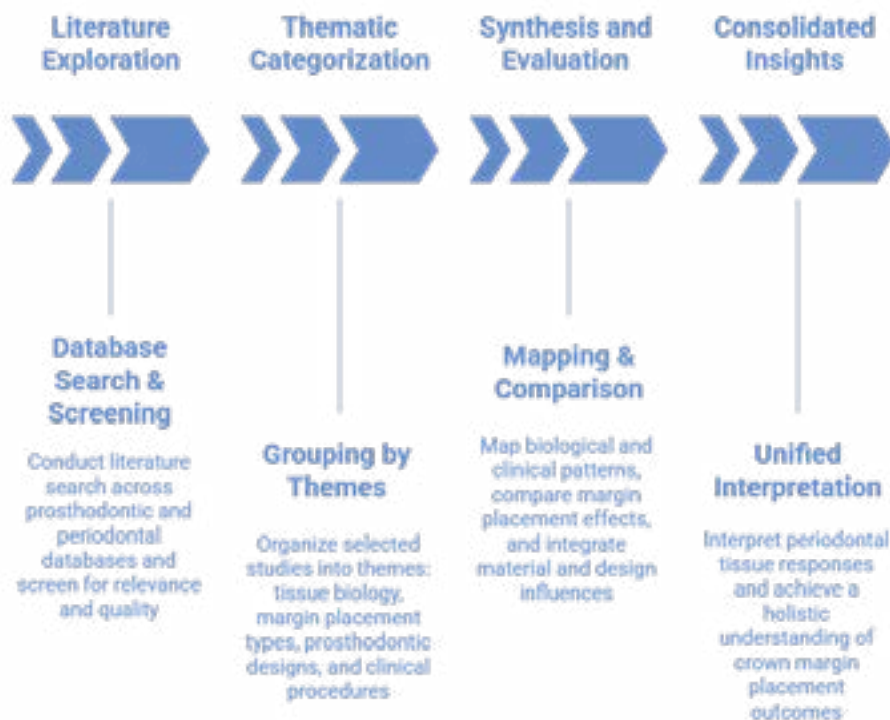 Literature
Exploration
Thematic
Categorization
Synthesis and
Evaluation
Consolidated
Insights
Database
Search &
Screening
Conduct literature
search across
prosthodontic and
periodontal
databases and
screen for relevance
and quality
Grouping by
Themes
Organize selected
studies into themes:
tissue biology,
margin placement
types, prosthodontic
designs, and clinical
procedures
Mapping &
Comparison
Map biological and
clinical patterns,
compare margin
placement effects,
and integrate
material and design
influences
Unified
Interpretation
Interpret periodontal
tissue responses
and achieve a
holistic
understanding of
crown margin
placement
outcomes